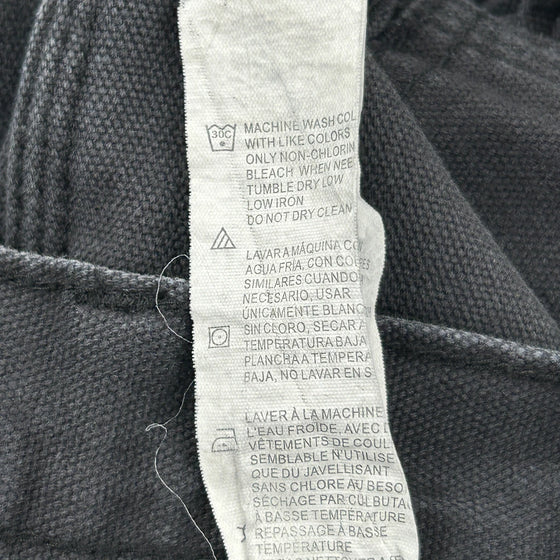 30C
MACHINE WASH COL
WITH LIKE COLORS
ONLY NON-CHLORIN
BLEACH WHEN NEE
TUMBLE DRY LOW
LOW IRON
DO NOT DRY CLEAN
LAVAR A MÁQUINA CON
AGUA FRÍA, CON
SIMILARES CUANDO
NECESARIO, USAR
ÚNICAMENTE BLANC
SIN CLORO, SECAR A
TEMPERATURA BAJA
PLANCHA A TEMPERA
BAJA, NO LAVAR EN S
LAVER À LA MACHINE
L'EAU FROIDE, AVEC D
VÊTEMENTS DE COUL
SEMBLABLE N'UTILISE
QUE DU JAVELLISANT
SANS CHLORE AU BESO
SÉCHAGE PAR CULBUTA
À BASSE TEMPÉRATURE
REPASSAGE À BASSE
TEMPÉRATURE